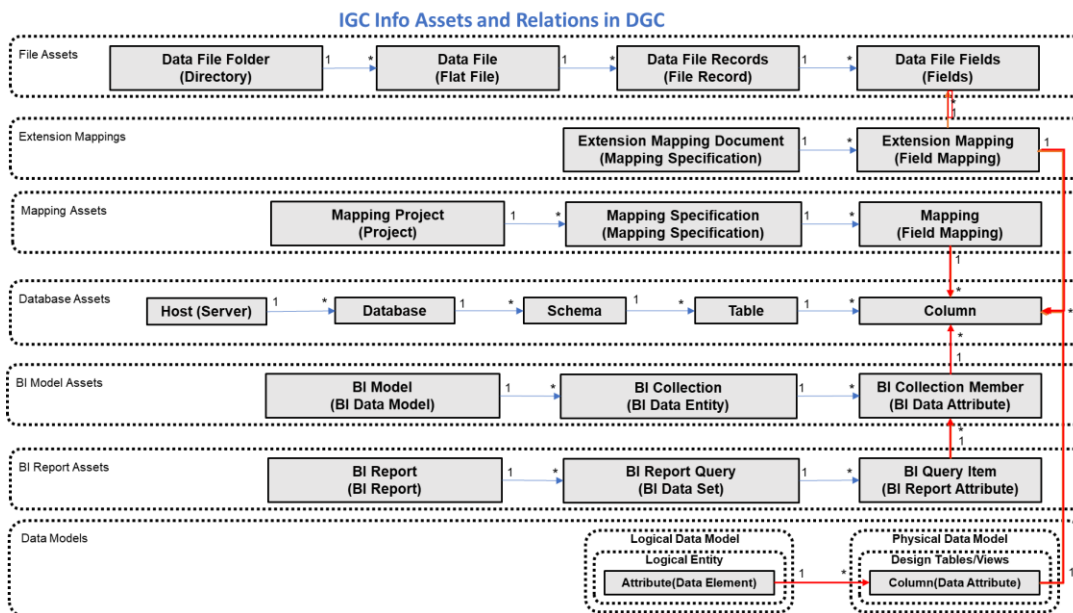 IGC Info Assets and Relations in DGC
File Assets
Data File Folder
(Directory)
1
*
Data File
(Flat File)
1
*
Data File Records
(File Record)
1
*
Data File Fields
(Fields)
*
1
Extension Mappings
Extension Mapping Document
(Mapping Specification)
1
*
Extension Mapping
(Field Mapping)
1
Mapping Assets
Mapping Project
(Project)
1
*
Mapping Specification
(Mapping Specification)
1
*
Mapping
(Field Mapping)
1
*
Database Assets
Host (Server)
1
*
Database
1
*
Schema
1
*
Table
1
*
Column
*
*
1
BI Model Assets
BI Model
(BI Data Model)
1
*
BI Collection
(BI Data Entity)
1
*
BI Collection Member
(BI Data Attribute)
*
1
BI Report Assets
BI Report
(BI Report)
1
*
BI Report Query
(BI Data Set)
1
*
BI Query Item
(BI Report Attribute)
Data Models
Logical Data Model
Logical Entity
Attribute(Data Element)
1
*
Physical Data Model
Design Tables/Views
Column(Data Attribute)
1